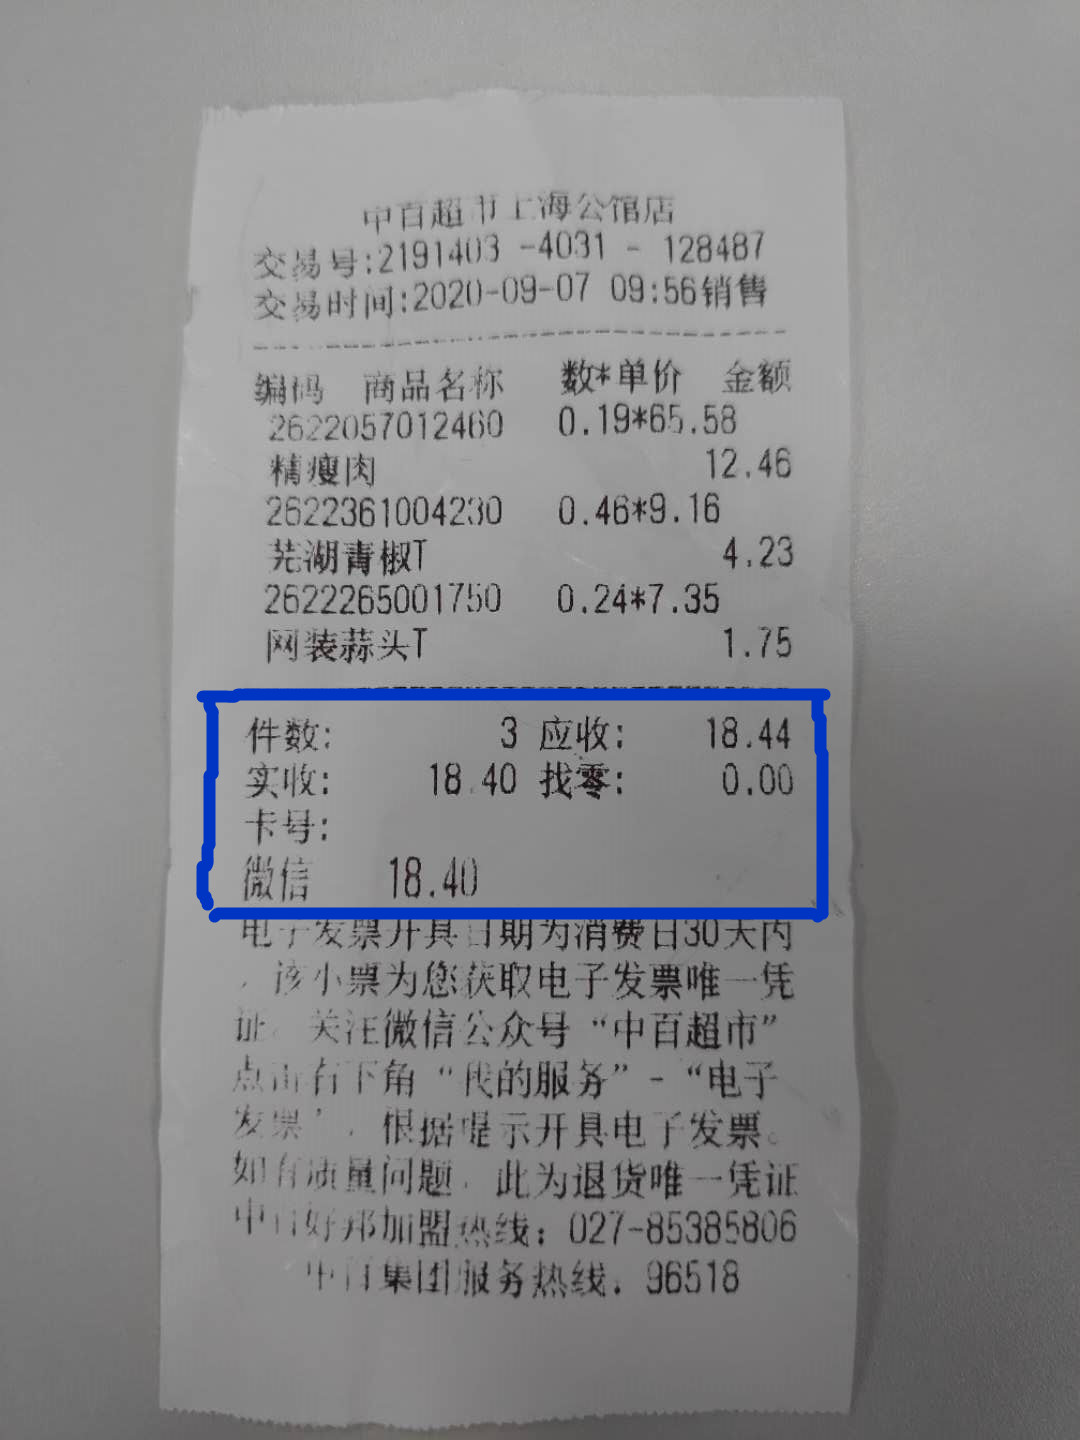 中百超市上海公馆店
交易号:2191403 -4031 - 128487
交易时间:2020-09-07 09:56销售
编码 商品名称 数*单价 金额
2622057012460 0.19*65.58
精瘦肉 12.46
2622361004230 0.46*9.16
芜湖青椒T 4.23
2622265001750 0.24*7.35
网装蒜头T 1.75
件数: 3 应收: 18.44
实收: 18.40 找零: 0.00
卡号:
微信 18.40
电子发票开具日期为消费日30天内
,该小票为您获取电子发票唯一凭
证。关注微信公众号“中百超市”
点击右下角“我的服务”-“电子
发票”,根据提示开具电子发票。
如有质量问题,此为退货唯一凭证
中百好邦加盟热线:027-85385806
中百集团服务热线:96518